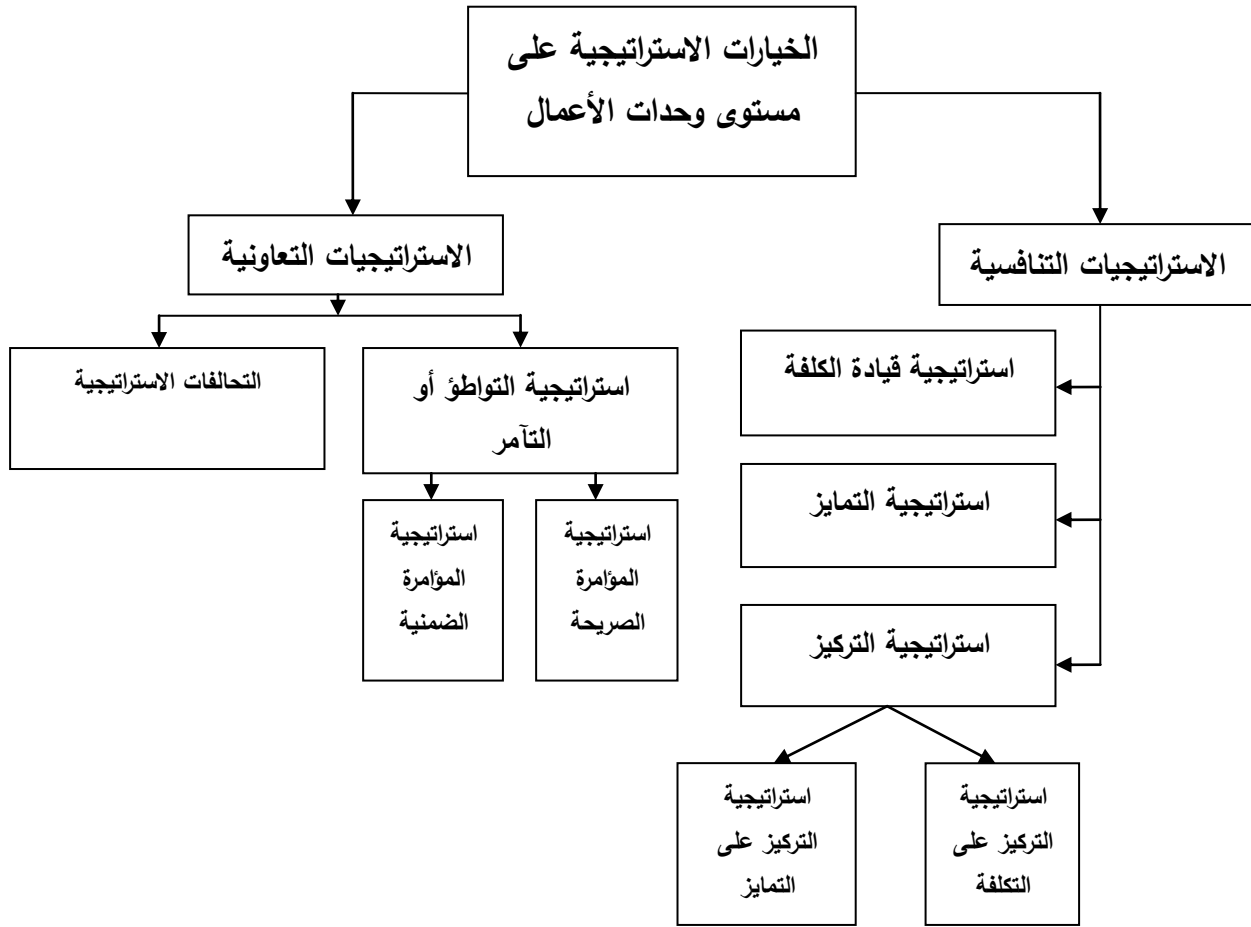 الخيارات الاستراتيجية على
مستوى وحدات الأعمال
الاستراتيجيات التنافسية
الاستراتيجيات التعاونية
استراتيجية قيادة الكلفة
استراتيجية التمايز
استراتيجية التركيز
استراتيجية
التركيز على
التكلفة
استراتيجية
التركيز على
التمايز
استراتيجية التواطؤ أو
التآمر
التحالفات الاستراتيجية
استراتيجية
المؤامرة
الصريحة
استراتيجية
المؤامرة
الضمنية